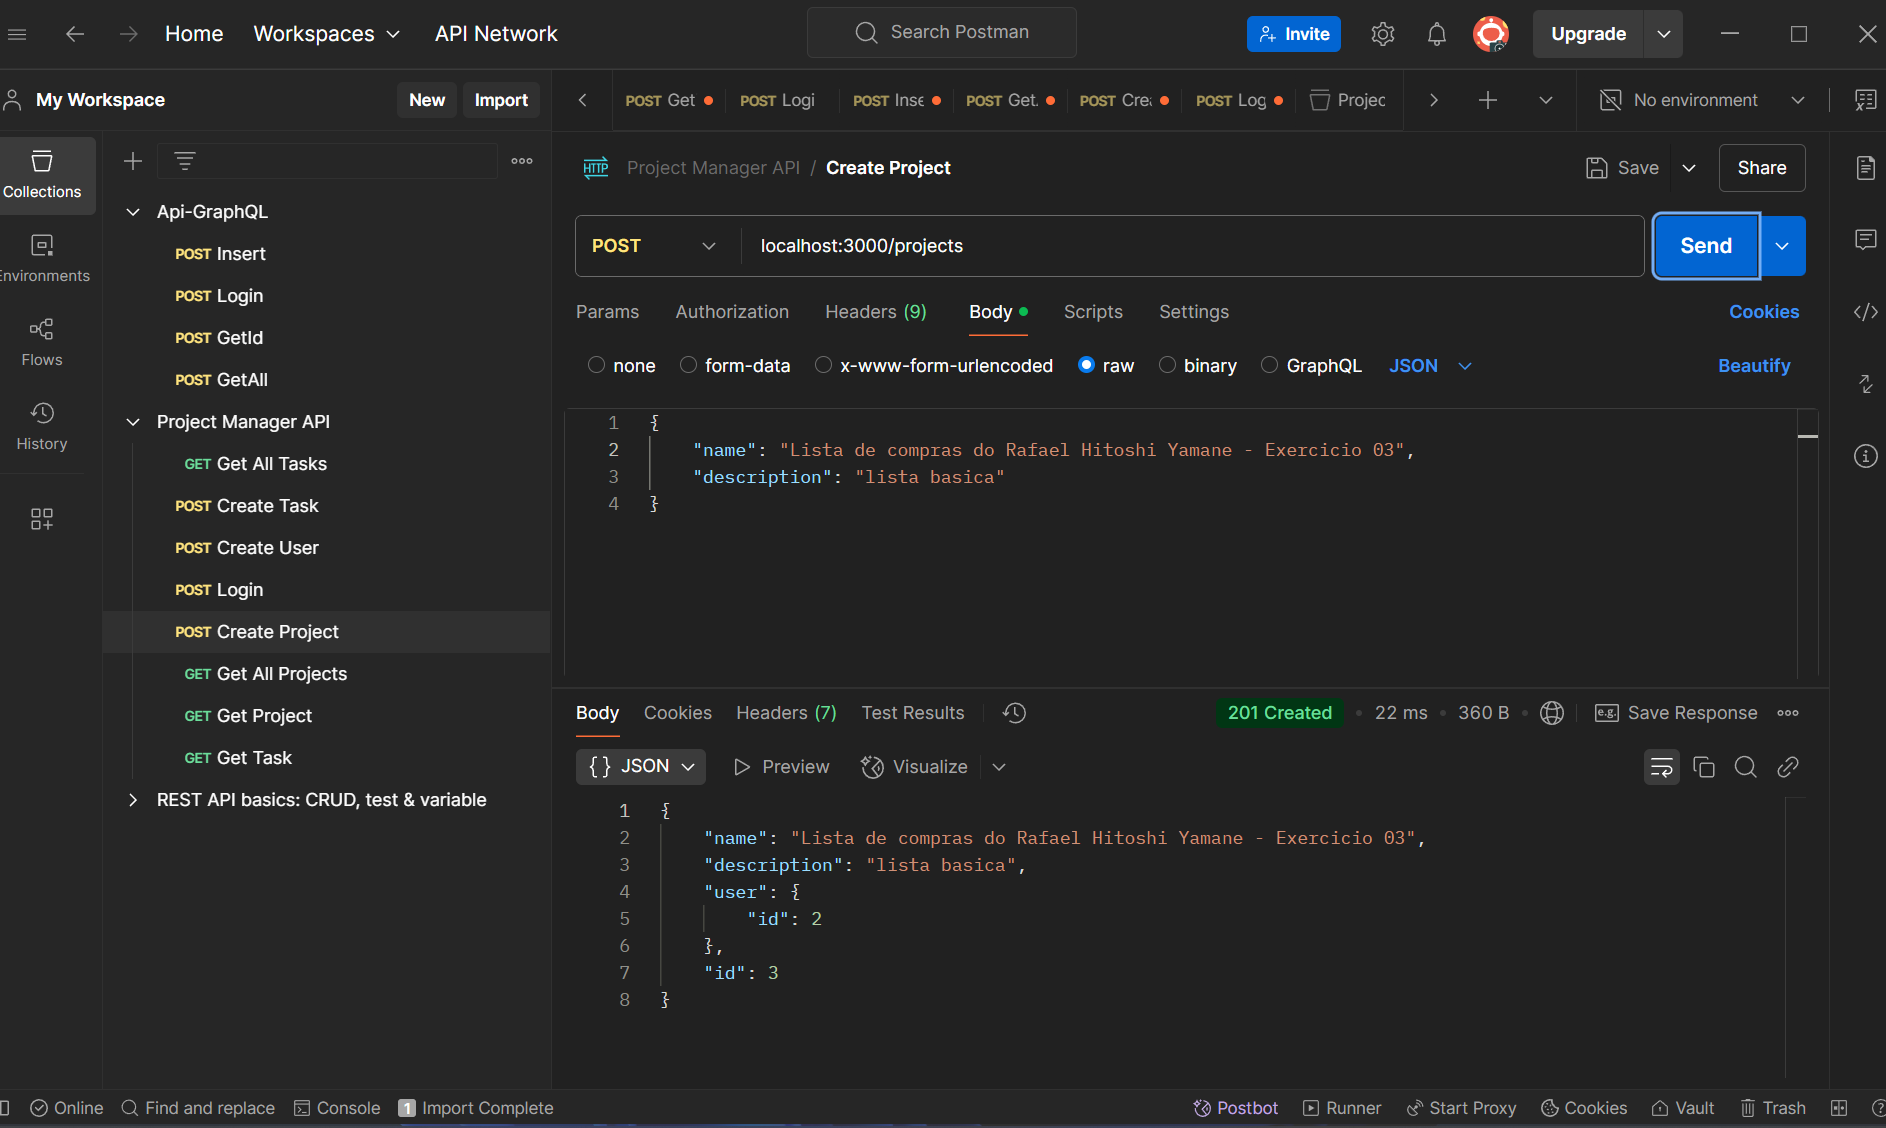 Home Workspaces API Network Search Postman Invite Upgrade
My Workspace New Import POST Get POST Logi POST Inse POST Get. POST Crea POST Log Projec No environment
Collections
Environments
Flows
History
Api-GraphQL
POST Insert
POST Login
POST GetId
POST GetAll
Project Manager API
GET Get All Tasks
POST Create Task
POST Create User
POST Login
POST Create Project
GET Get All Projects
GET Get Project
GET Get Task
REST API basics: CRUD, test & variable
HTTP Project Manager API / Create Project Save Share
POST localhost:3000/projects Send
Params Authorization Headers (9) Body Scripts Settings Cookies
none form-data x-www-form-urlencoded raw binary GraphQL JSON Beautify
1 {
2 "name": "Lista de compras do Rafael Hitoshi Yamane - Exercicio 03",
3 "description": "lista basica"
4 }
Body Cookies Headers (7) Test Results 201 Created • 22 ms • 360 B • e.g. Save Response
{} JSON Preview Visualize
1 {
2 "name": "Lista de compras do Rafael Hitoshi Yamane - Exercicio 03",
3 "description": "lista basica",
4 "user": {
5 "id": 2
6 },
7 "id": 3
8 }
Online Find and replace Console 1 Import Complete Postbot Runner Start Proxy Cookies Vault Trash